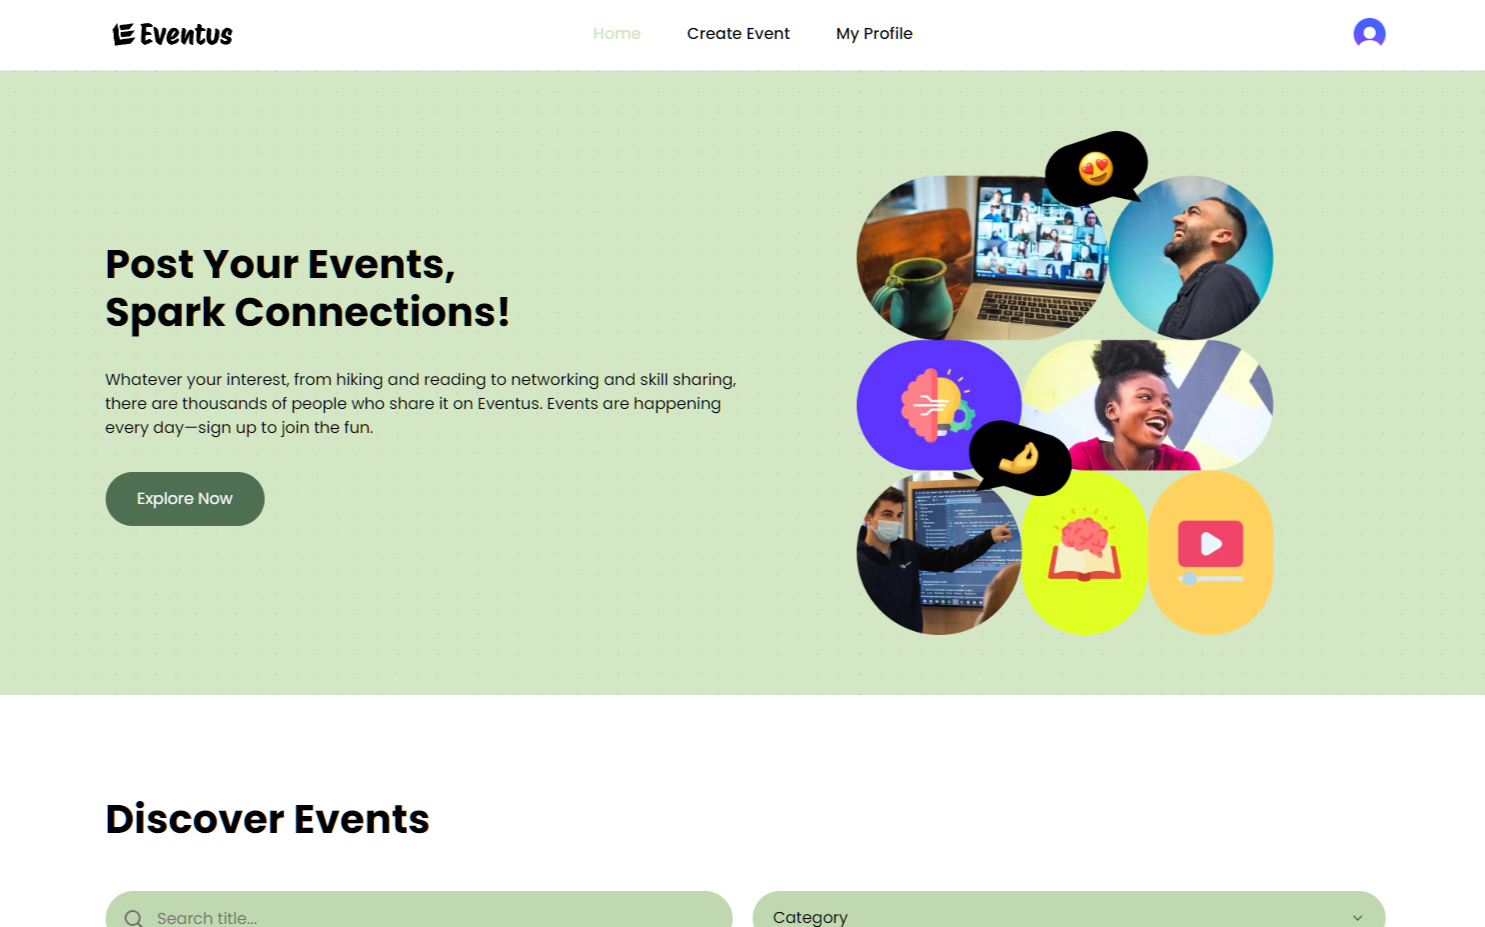 Eventus
Home
Create Event
My Profile
Post Your Events,
Spark Connections!
Whatever your interest, from hiking and reading to networking and skill sharing,
there are thousands of people who share it on Eventus. Events are happening
every day—sign up to join the fun.
Explore Now
Discover Events
Search title...
Category